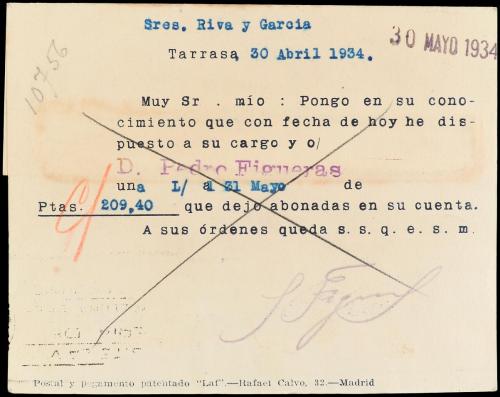 Sres. Riva y Garcia
30 MAYO 1934
Tarrasa, 30 Abril 1934.
10756
Muy Sr. mío : Pongo en su cono-
cimiento que con fecha de hoy he dis-
puesto a su cargo y o/
D. Pedro Figueras
una L/ a 31 Mayo de
Ptas. 209,40 que dejo abonadas en su cuenta.
A sus órdenes queda s. s. q. e. s. m.
Postal y pegamento patentado "Laf".—Rafael Calvo, 32.—Madrid